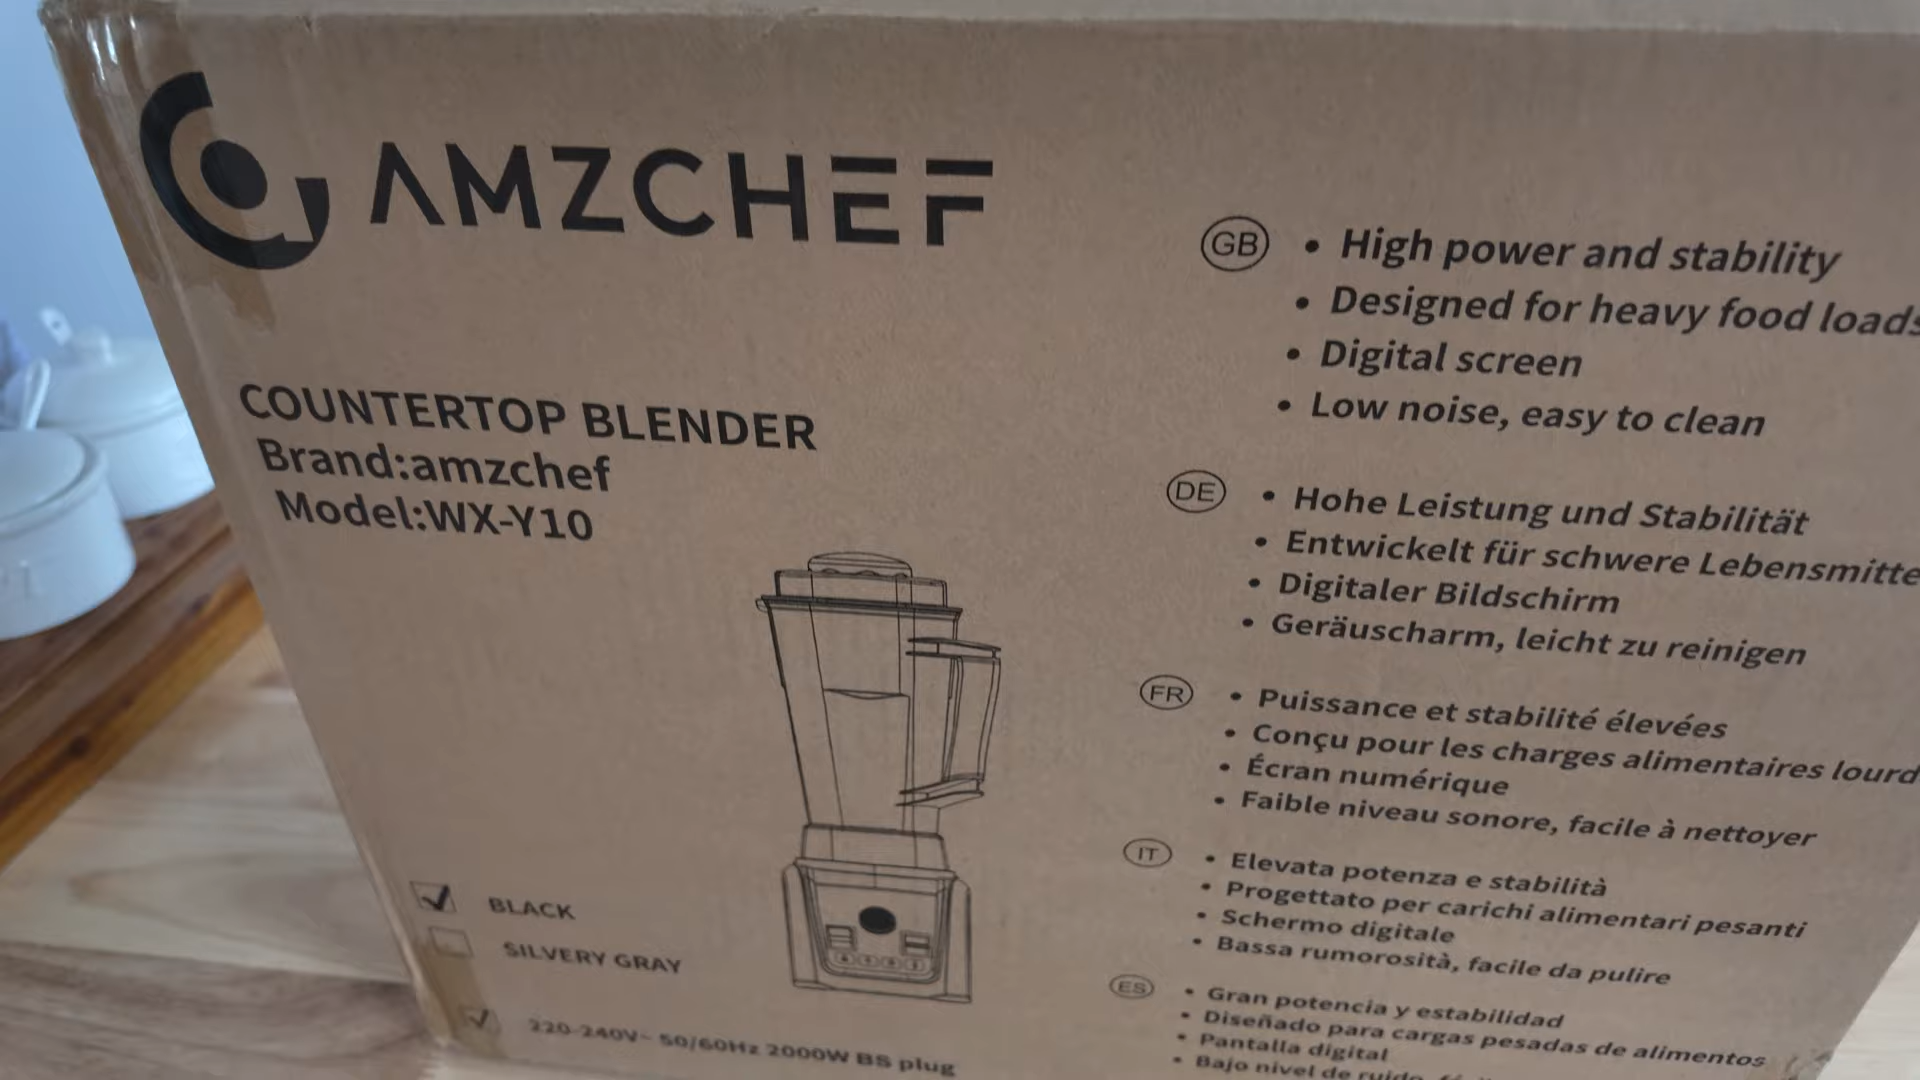 AMZCHEF
COUNTERTOP BLENDER
Brand:amzchef
Model:WX-Y10
BLACK
SILVERY GRAY
220-240V~ 50/60Hz 2000W BS plug
GB
• High power and stability
• Designed for heavy food loads
• Digital screen
• Low noise, easy to clean
DE
• Hohe Leistung und Stabilität
• Entwickelt für schwere Lebensmitte
• Digitaler Bildschirm
• Geräuscharm, leicht zu reinigen
FR
• Puissance et stabilité élevées
• Conçu pour les charges alimentaires lourd
• Écran numérique
• Faible niveau sonore, facile à nettoyer
IT
• Elevata potenza e stabilità
• Progettato per carichi alimentari pesanti
• Schermo digitale
• Bassa rumorosità, facile da pulire
ES
• Gran potencia y estabilidad
• Diseñado para cargas pesadas de alimentos
• Pantalla digital
• Bajo nivel de ruido,